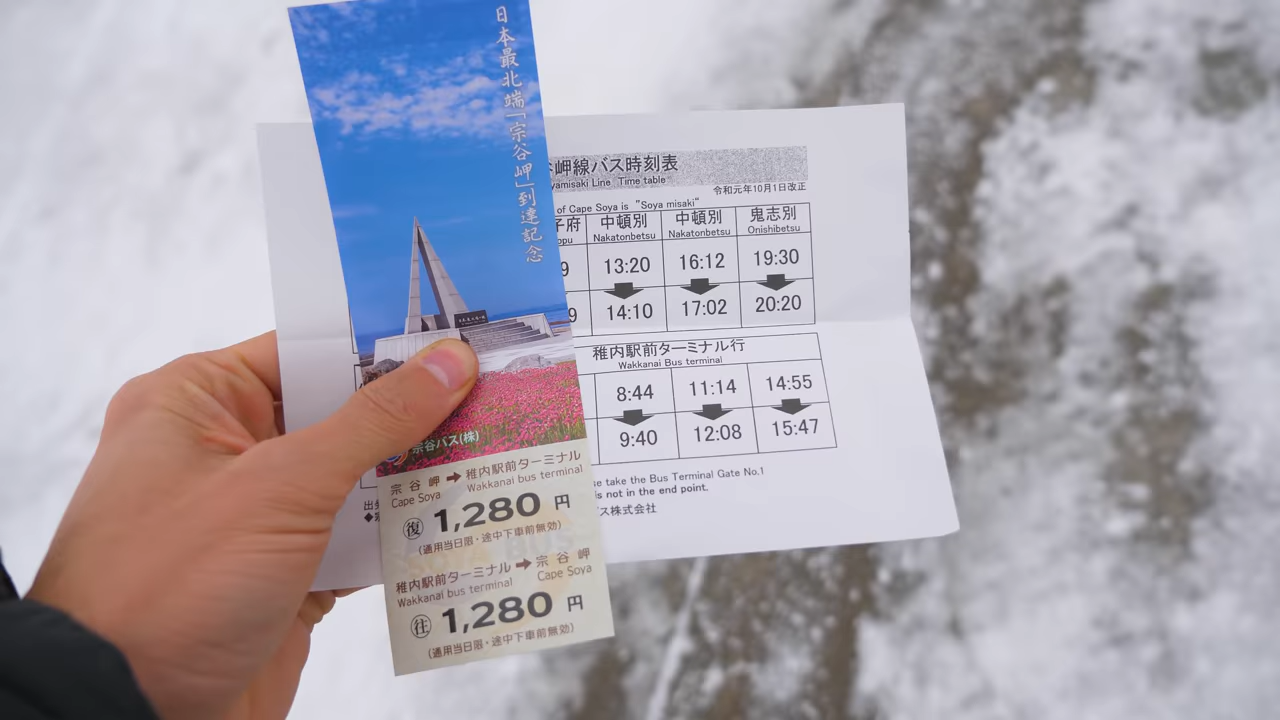 日本最北端「宗谷岬」到達記念
宗谷バス(株)
宗谷岬 ➡ 稚内駅前ターミナル
Cape Soya Wakkanai bus terminal
復 1,280 円
(通用当日限・途中下車前無効)
稚内駅前ターミナル ➡ 宗谷岬
Wakkanai bus terminal Cape Soya
往 1,280 円
(通用当日限・途中下車前無効)
岬線バス時刻表
Line Time table
令和元年10月1日改正
of Cape Soya is "Soya misaki"
府 中頓別 中頓別 鬼志別
Nakatonbetsu Nakatonbetsu Onishibetsu
9 13:20 16:12 19:30
9 14:10 17:02 20:20
稚内駅前ターミナル行
Wakkanai Bus terminal
8:44 11:14 14:55
9:40 12:08 15:47
take the Bus Terminal Gate No.1
is not in the end point.
ス株式会社